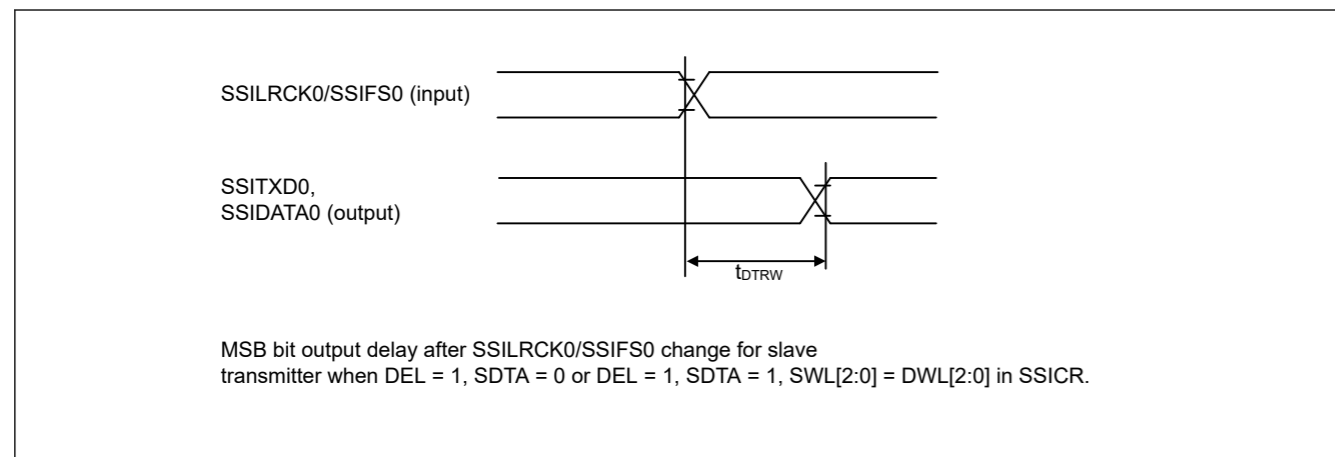 SSILRCK0/SSIFS0 (input)
SSITXD0,
SSIDATA0 (output)
tDTRW
MSB bit output delay after SSILRCK0/SSIFS0 change for slave
transmitter when DEL = 1, SDTA = 0 or DEL = 1, SDTA = 1, SWL[2:0] = DWL[2:0] in SSICR.